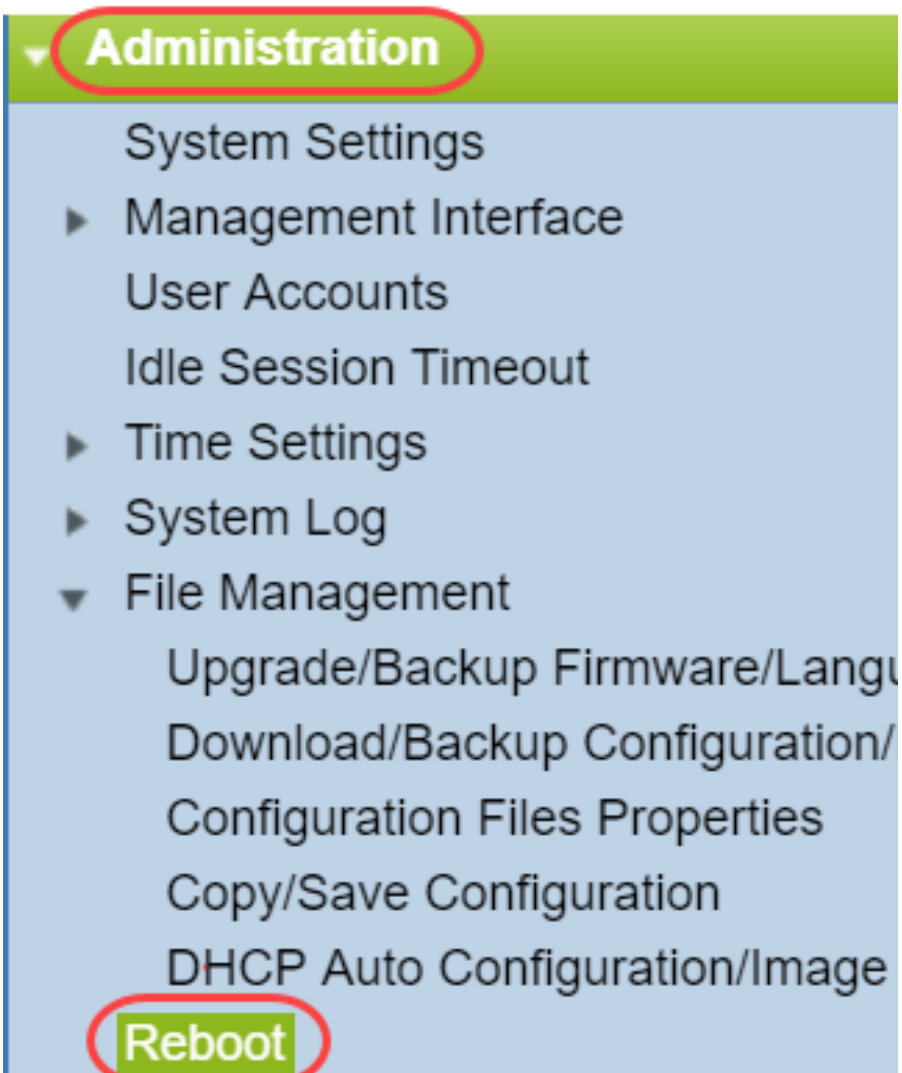 Administration
System Settings
Management Interface
User Accounts
Idle Session Timeout
Time Settings
System Log
File Management
Upgrade/Backup Firmware/Langu
Download/Backup Configuration/
Configuration Files Properties
Copy/Save Configuration
DHCP Auto Configuration/Image
Reboot